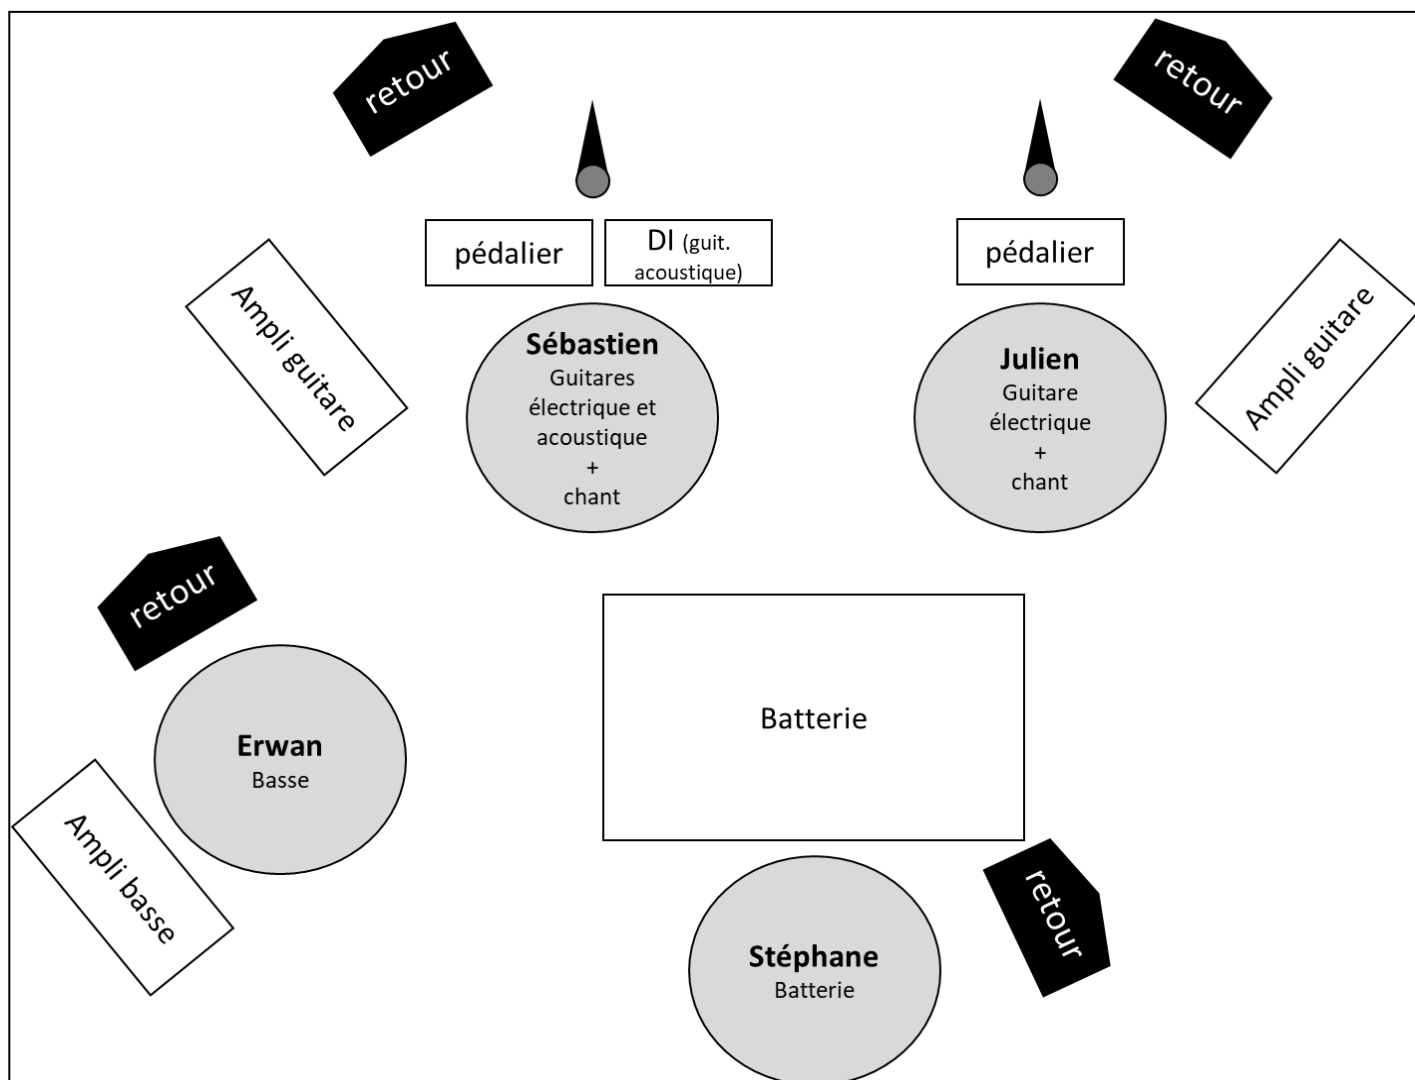 retour
retour
pédalier
DI (guit.
acoustique)
pédalier
Ampli guitare
Ampli guitare
Sébastien
Guitares
électrique et
acoustique
+
chant
Julien
Guitare
électrique
+
chant
retour
Erwan
Basse
Batterie
Ampli basse
retour
Stéphane
Batterie